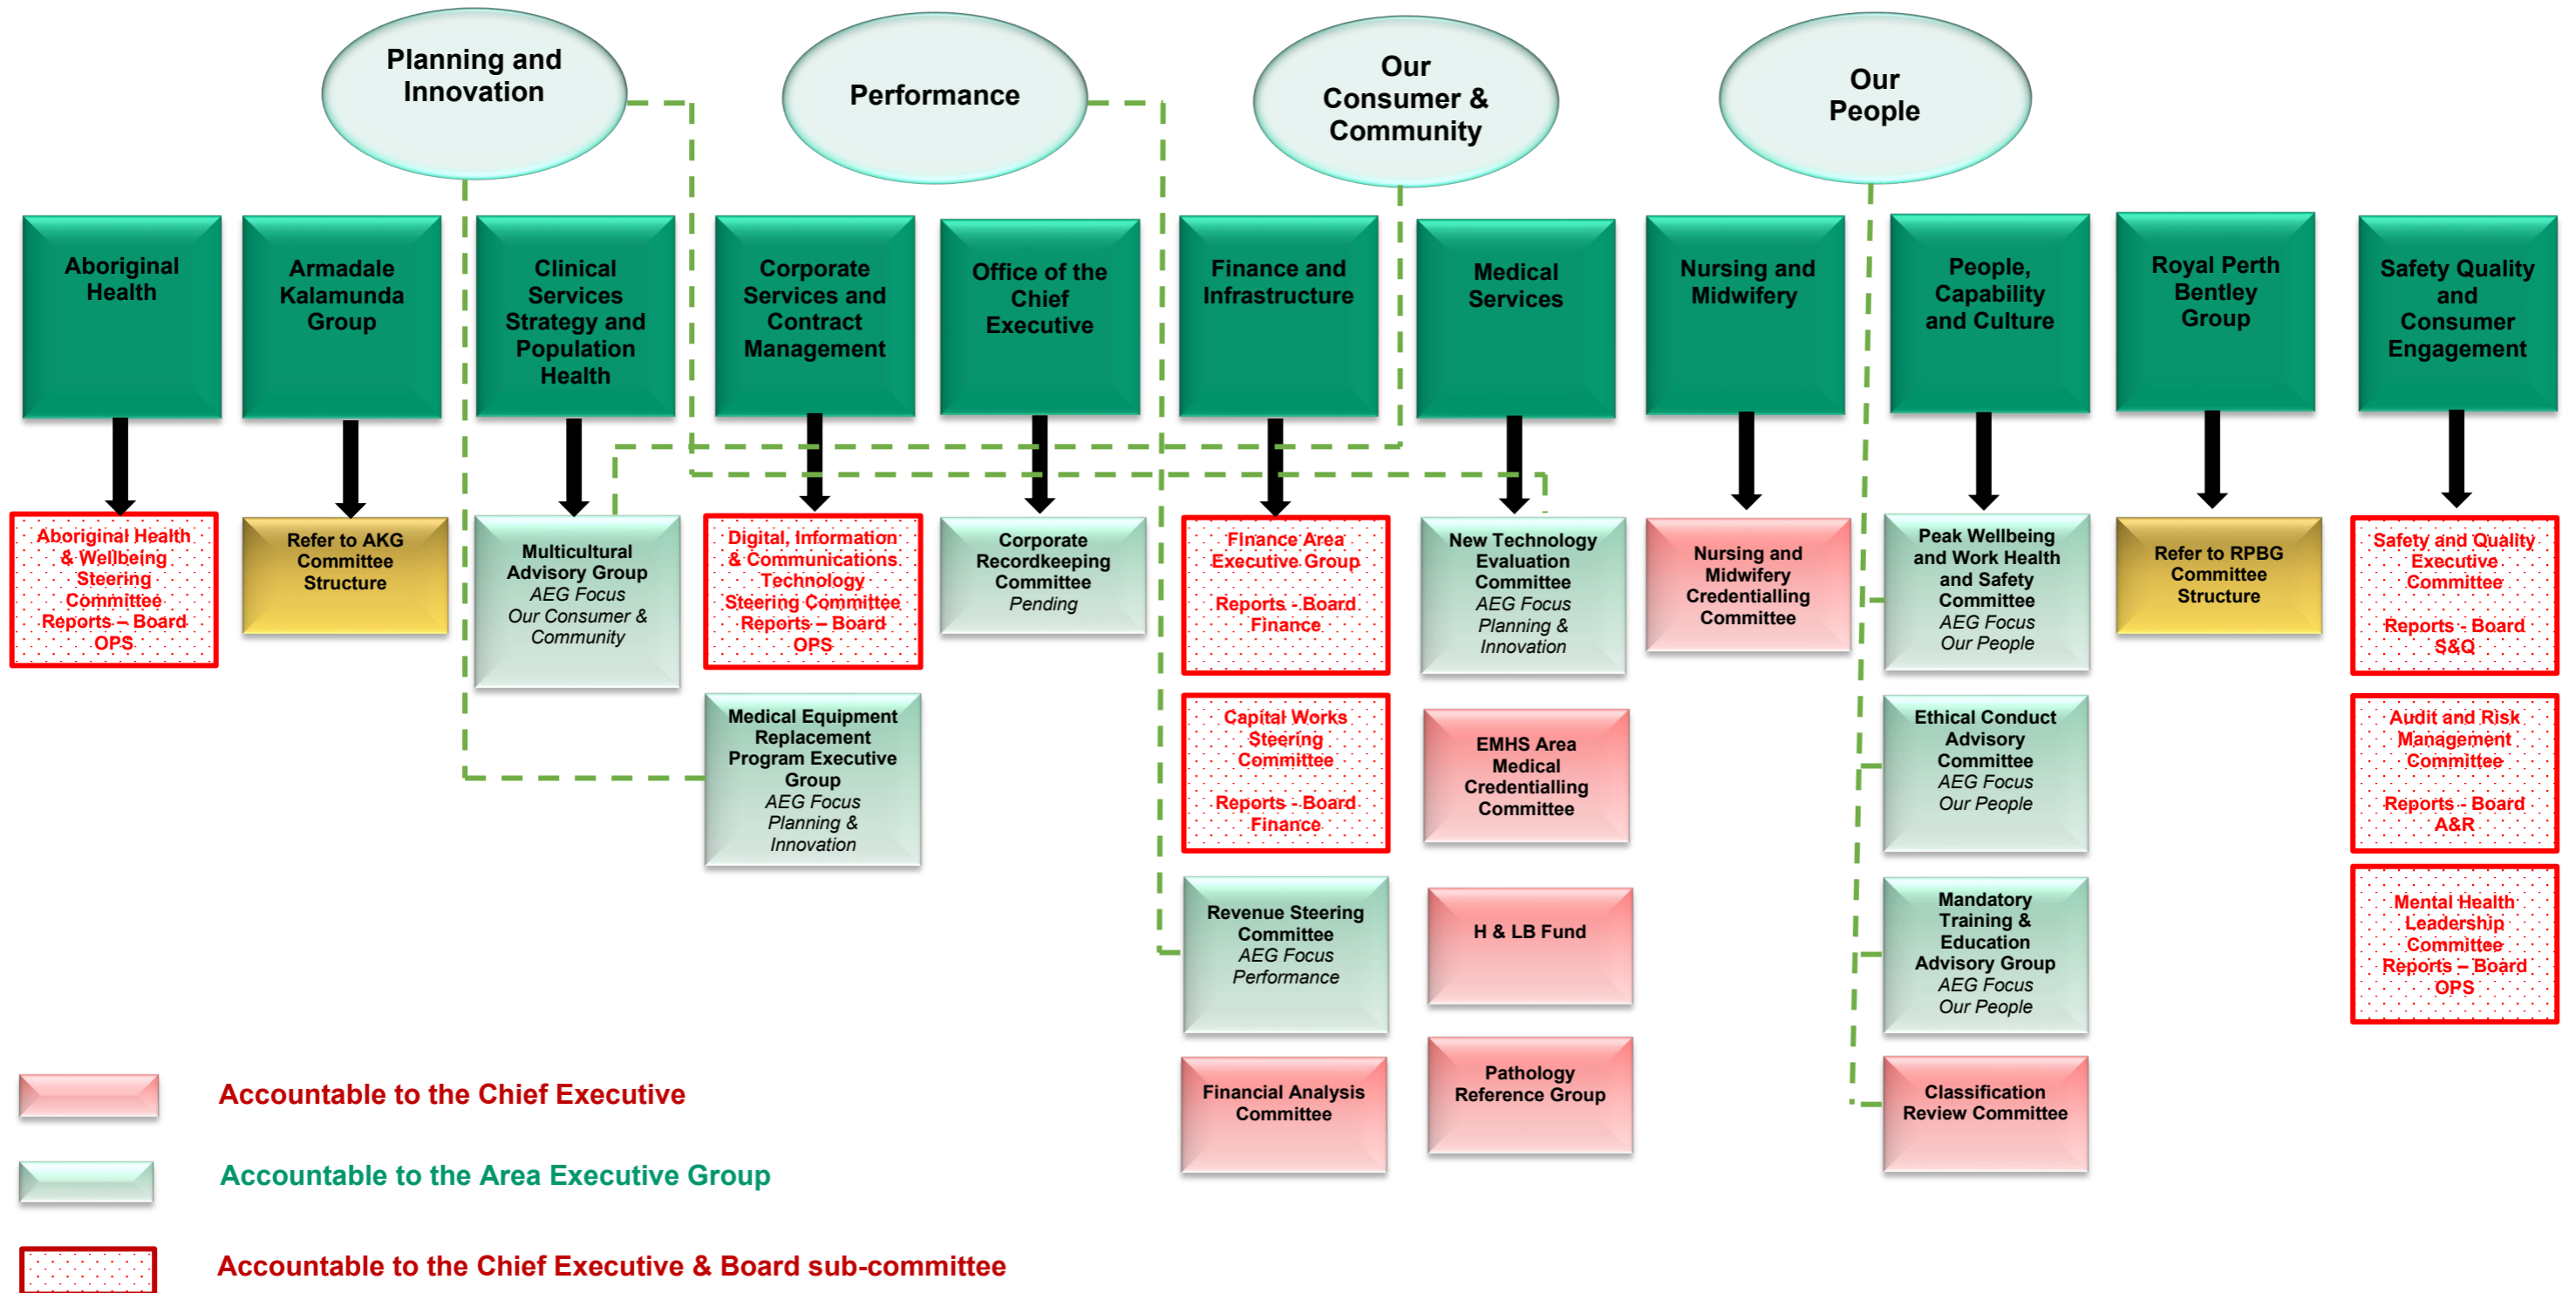 Planning and
Innovation
Performance
Our
Consumer &
Community
Our
People
Aboriginal
Health
Armadale
Kalamunda
Group
Clinical
Services
Strategy and
Population
Health
Corporate
Services and
Contract
Management
Office of the
Chief
Executive
Finance and
Infrastructure
Medical
Services
Nursing and
Midwifery
People,
Capability
and Culture
Royal Perth
Bentley
Group
Safety Quality
and
Consumer
Engagement
Aboriginal Health
& Wellbeing
Steering
Committee
Reports – Board
OPS
Refer to AKG
Committee
Structure
Multicultural
Advisory Group
AEG Focus
Our Consumer &
Community
Digital, Information
& Communications
Technology
Steering Committee
Reports – Board
OPS
Medical Equipment
Replacement
Program Executive
Group
AEG Focus
Planning &
Innovation
Corporate
Recordkeeping
Committee
Pending
Finance Area
Executive Group
Reports - Board
Finance
Capital Works
Steering
Committee
Reports - Board
Finance
Revenue Steering
Committee
AEG Focus
Performance
Financial Analysis
Committee
New Technology
Evaluation
Committee
AEG Focus
Planning &
Innovation
EMHS Area
Medical
Credentialling
Committee
H & LB Fund
Pathology
Reference Group
Nursing and
Midwifery
Credentialling
Committee
Peak Wellbeing
and Work Health
and Safety
Committee
AEG Focus
Our People
Ethical Conduct
Advisory
Committee
AEG Focus
Our People
Mandatory
Training &
Education
Advisory Group
AEG Focus
Our People
Classification
Review Committee
Refer to RPBG
Committee
Structure
Safety and Quality
Executive
Committee
Reports - Board
S&Q
Audit and Risk
Management
Committee
Reports - Board
A&R
Mental Health
Leadership
Committee
Reports – Board
OPS
Accountable to the Chief Executive
Accountable to the Area Executive Group
Accountable to the Chief Executive & Board sub-committee